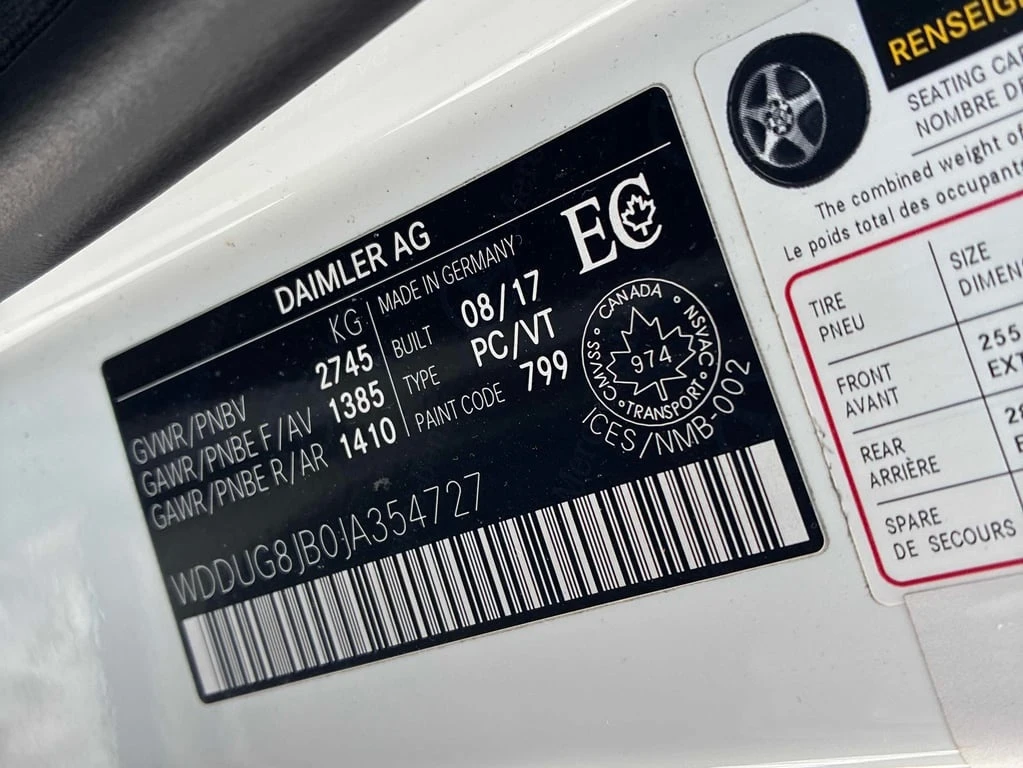 DAIMLER AG
KG
GVWR/PNBV 2745
GAWR/PNBE F/AV 1385
GAWR/PNBE R/AR 1410
MADE IN GERMANY
BUILT 08/17
TYPE PC/VT
PAINT CODE 799
EC
CANADA
NSVAC
TRANSPORT
CMVSS
974
ICES/NMB-002
WDDUG8JB0JA354727
RENSEIG
SEATING CA
NOMBRE DE
The combined weight of
Le poids total des occupant
TIRE
PNEU
SIZE
DIMEN
FRONT
AVANT
255
EXT
REAR
ARRIÈRE
SPARE
DE SECOURS